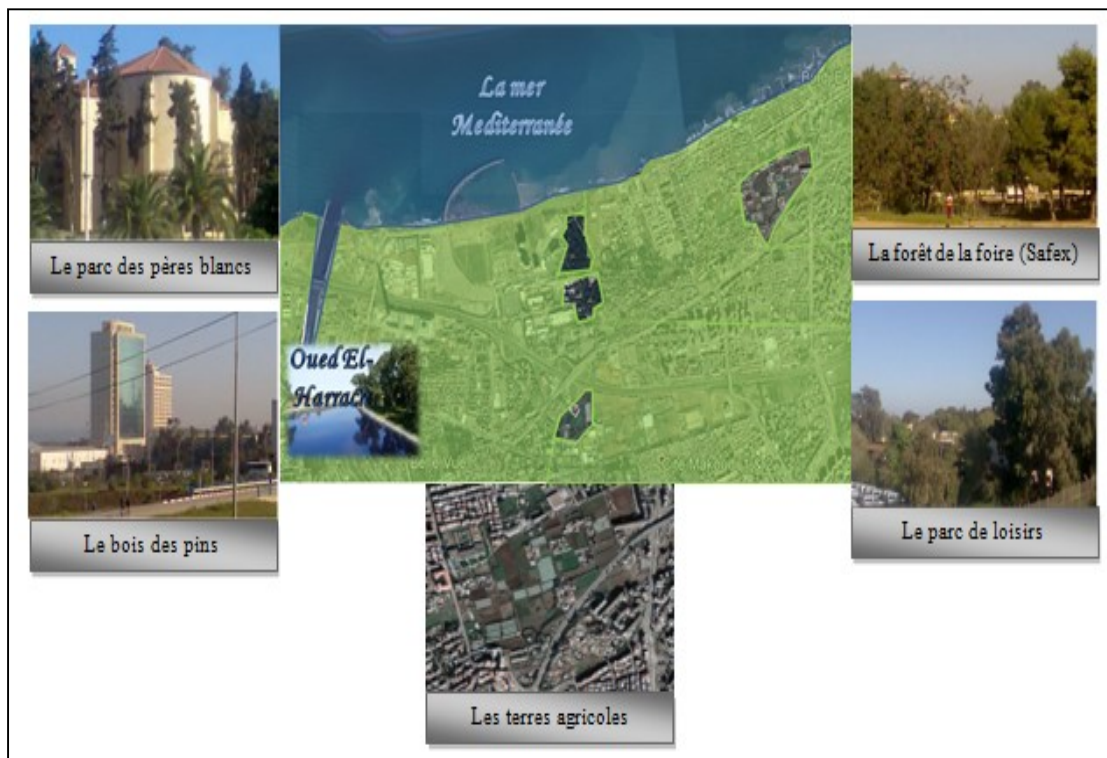 La mer
Mediterranée
Le parc des pères blancs
La forêt de la foire (Safex)
Oued El-
Le bois des pins
Le parc de loisirs
Les terres agricoles